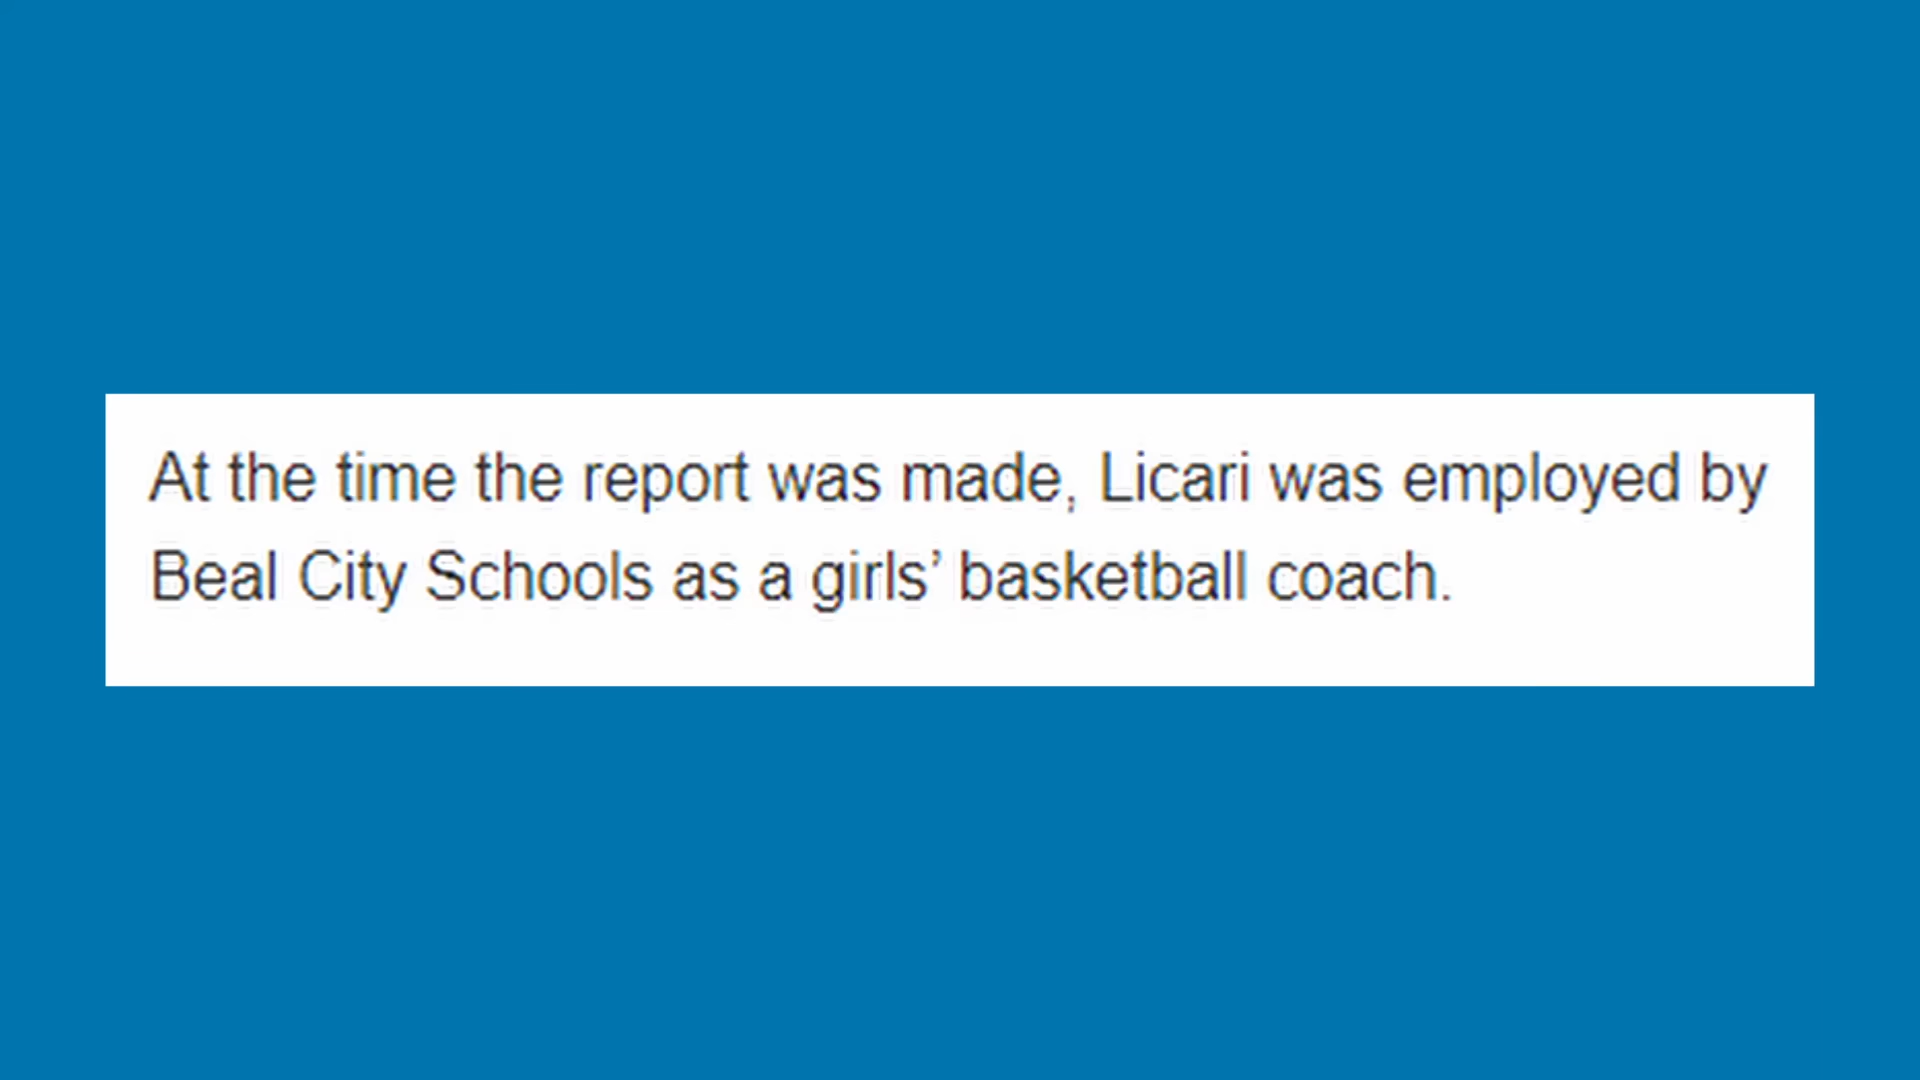 At the time the report was made, Licari was employed by
Beal City Schools as a girls’ basketball coach.